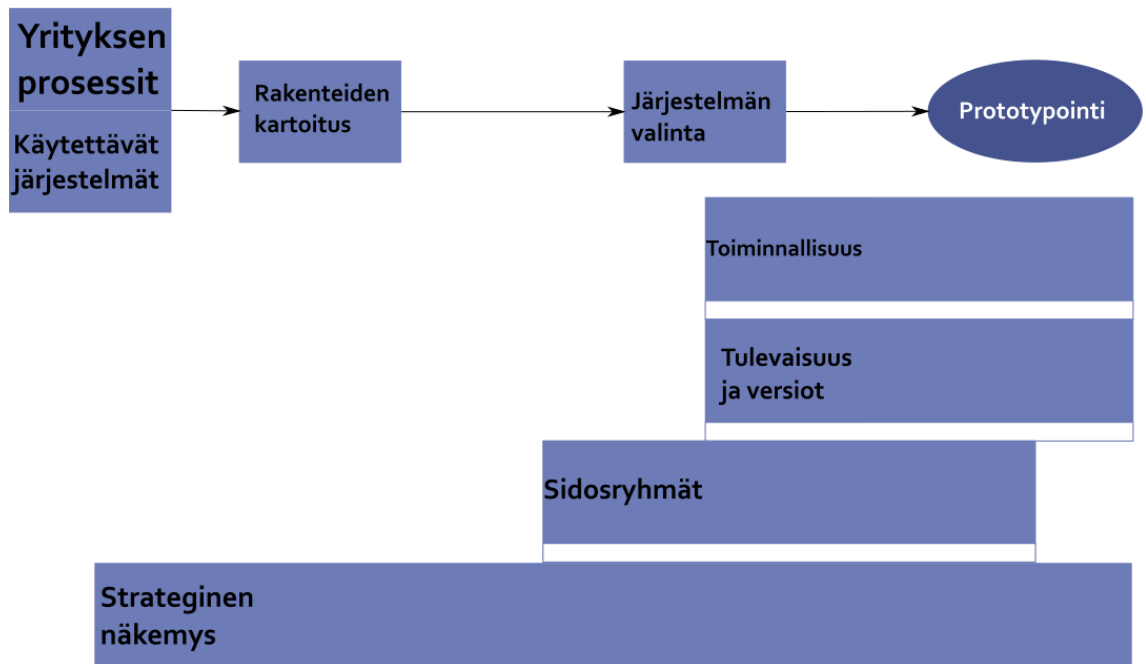 Yrityksen
prosessit
Käytettävät
järjestelmät
Rakenteiden
kartoitus
Järjestelmän
valinta
Prototypointi
Toiminnallisuus
Tulevaisuus
ja versiot
Sidosryhmät
Strateginen
näkemys